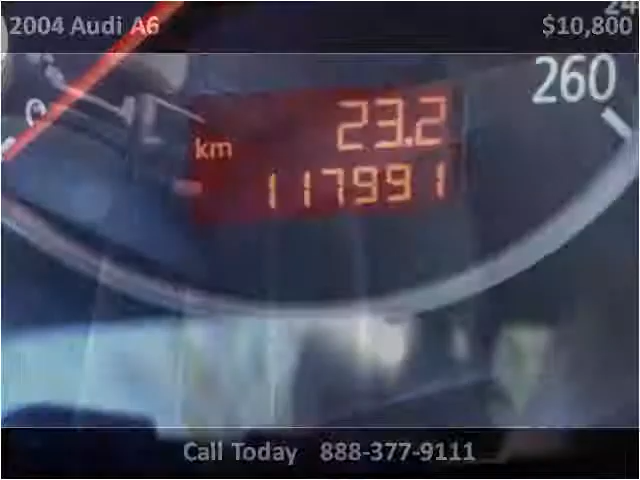 2004 Audi A6 $10,800
260
23.2
km
117991
Call Today 888-377-9111